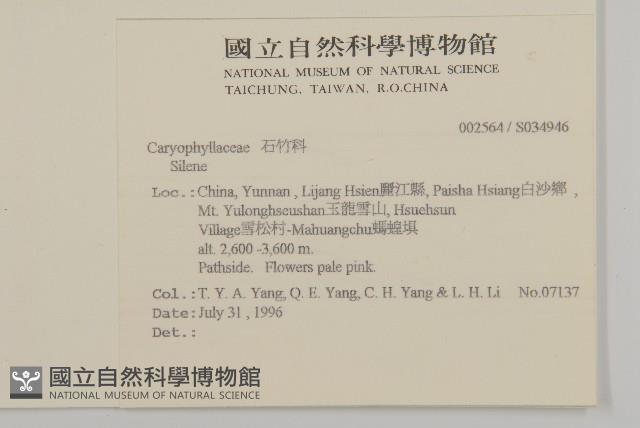 國立自然科學博物館
NATIONAL MUSEUM OF NATURAL SCIENCE
TAICHUNG, TAIWAN, R.O.CHINA
002564 / S034946
Caryophyllaceae 石竹科
Silene
Loc.: China, Yunnan , Lijang Hsien麗江縣, Paisha Hsiang白沙鄉 ,
Mt. Yulonghseushan玉龍雪山, Hsuehsun
Village雪松村-Mahuangchu螞蝗垻
alt. 2,600 -3,600 m.
Pathside. Flowers pale pink.
Col.: T. Y. A. Yang, Q. E. Yang, C. H. Yang & L. H. Li No.07137
Date: July 31 , 1996
Det.:
國立自然科學博物館
NATIONAL MUSEUM OF NATURAL SCIENCE